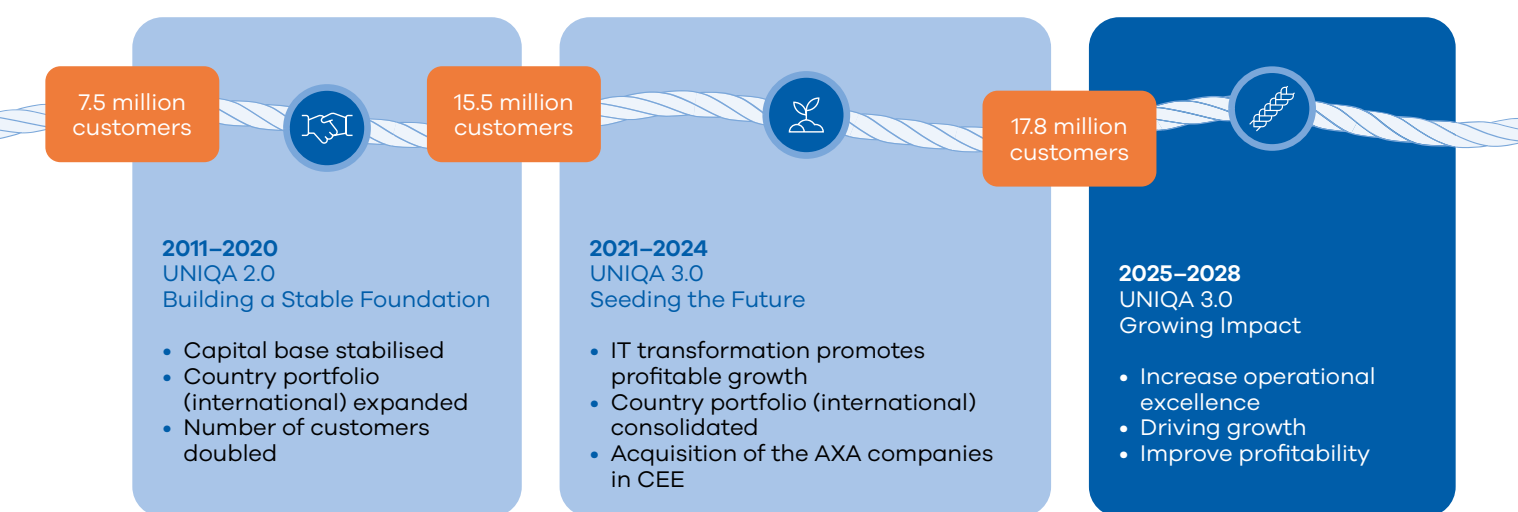 7.5 million
customers
15.5 million
customers
17.8 million
customers
2011–2020
UNIQA 2.0
Building a Stable Foundation
• Capital base stabilised
• Country portfolio
(international) expanded
• Number of customers
doubled
2021–2024
UNIQA 3.0
Seeding the Future
• IT transformation promotes
profitable growth
• Country portfolio (international)
consolidated
• Acquisition of the AXA companies
in CEE
2025–2028
UNIQA 3.0
Growing Impact
• Increase operational
excellence
• Driving growth
• Improve profitability